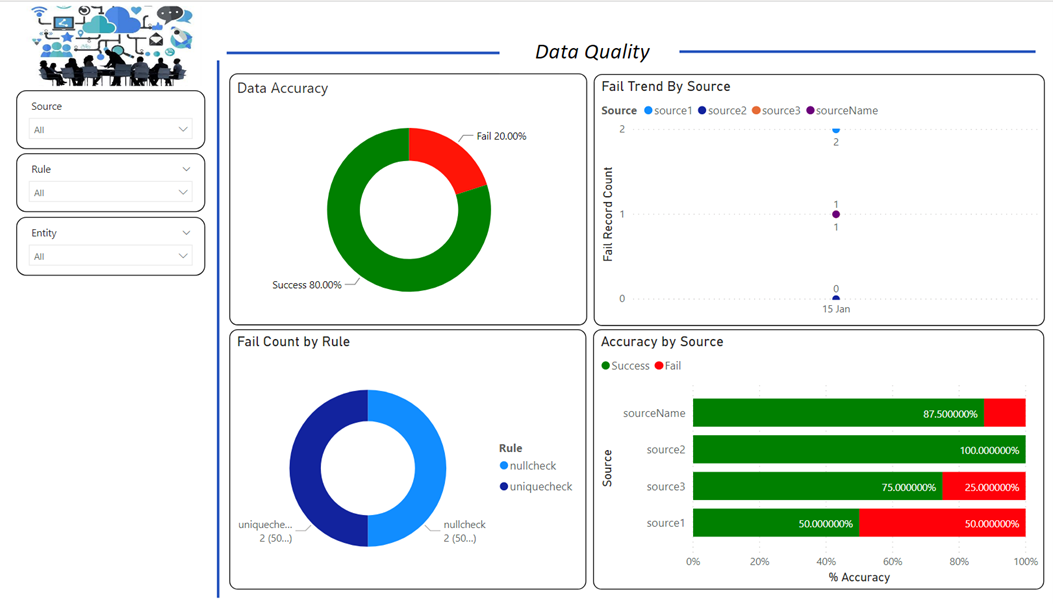 Data Quality
Source
All
Rule
All
Entity
All
Data Accuracy
Fail 20.00%
Success 80.00%
Fail Trend By Source
Source source1 source2 source3 sourceName
Fail Record Count
2
2
1
1
1
0
0
15 Jan
Fail Count by Rule
Rule
nullcheck
uniquecheck
uniqueche...
2 (50...)
nullcheck
2 (50...)
Accuracy by Source
Success Fail
Source
sourceName 87.500000%
source2 100.000000%
source3 75.000000% 25.000000%
source1 50.000000% 50.000000%
0% 20% 40% 60% 80% 100%
% Accuracy